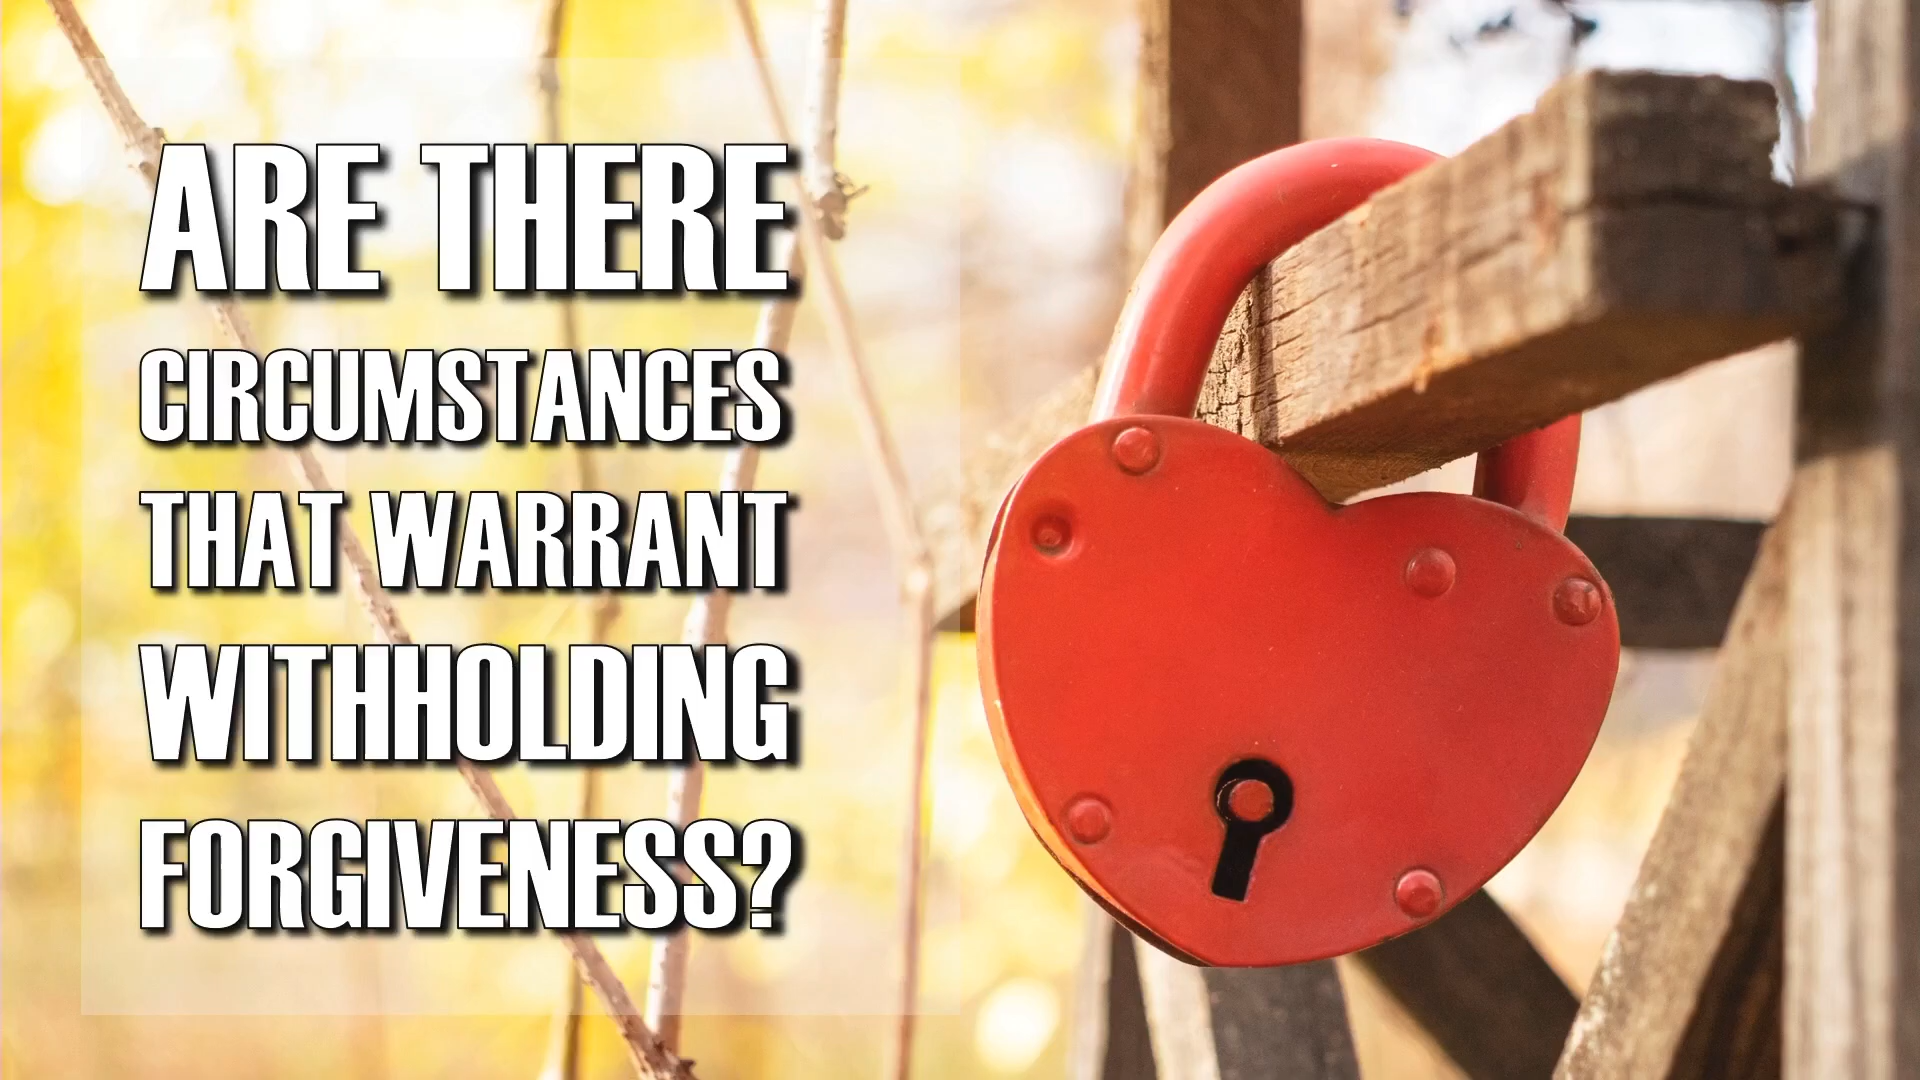 ARE THERE
CIRCUMSTANCES
THAT WARRANT
WITHHOLDING
FORGIVENESS?